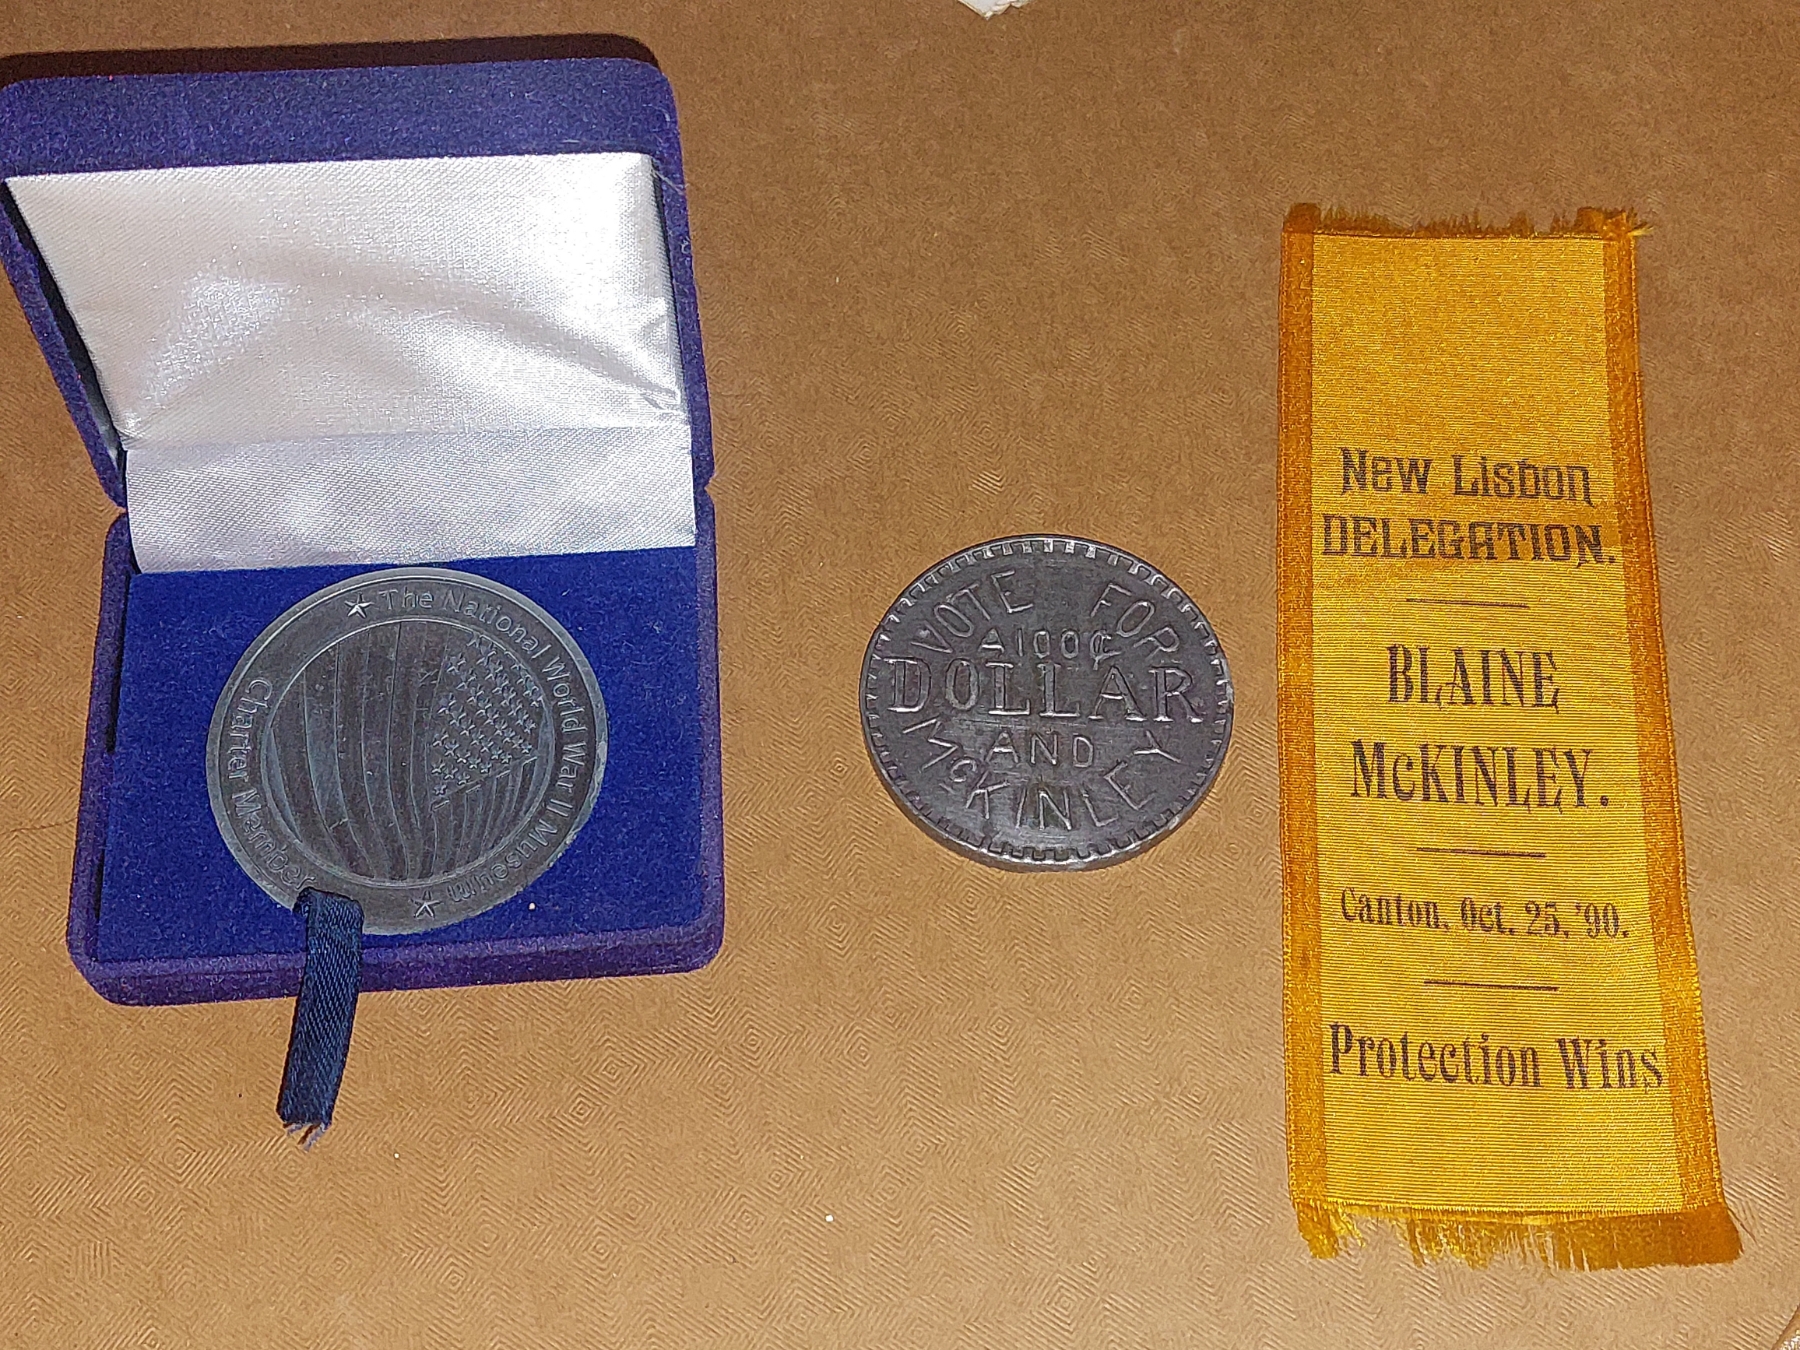 The National World War II Museum
Charter Member
VOTE FOR
A 100¢
DOLLAR
AND
McKINLEY
New Lisbon
DELEGATION.
BLAINE
McKINLEY.
Canton, Oct. 25, '90.
Protection Wins